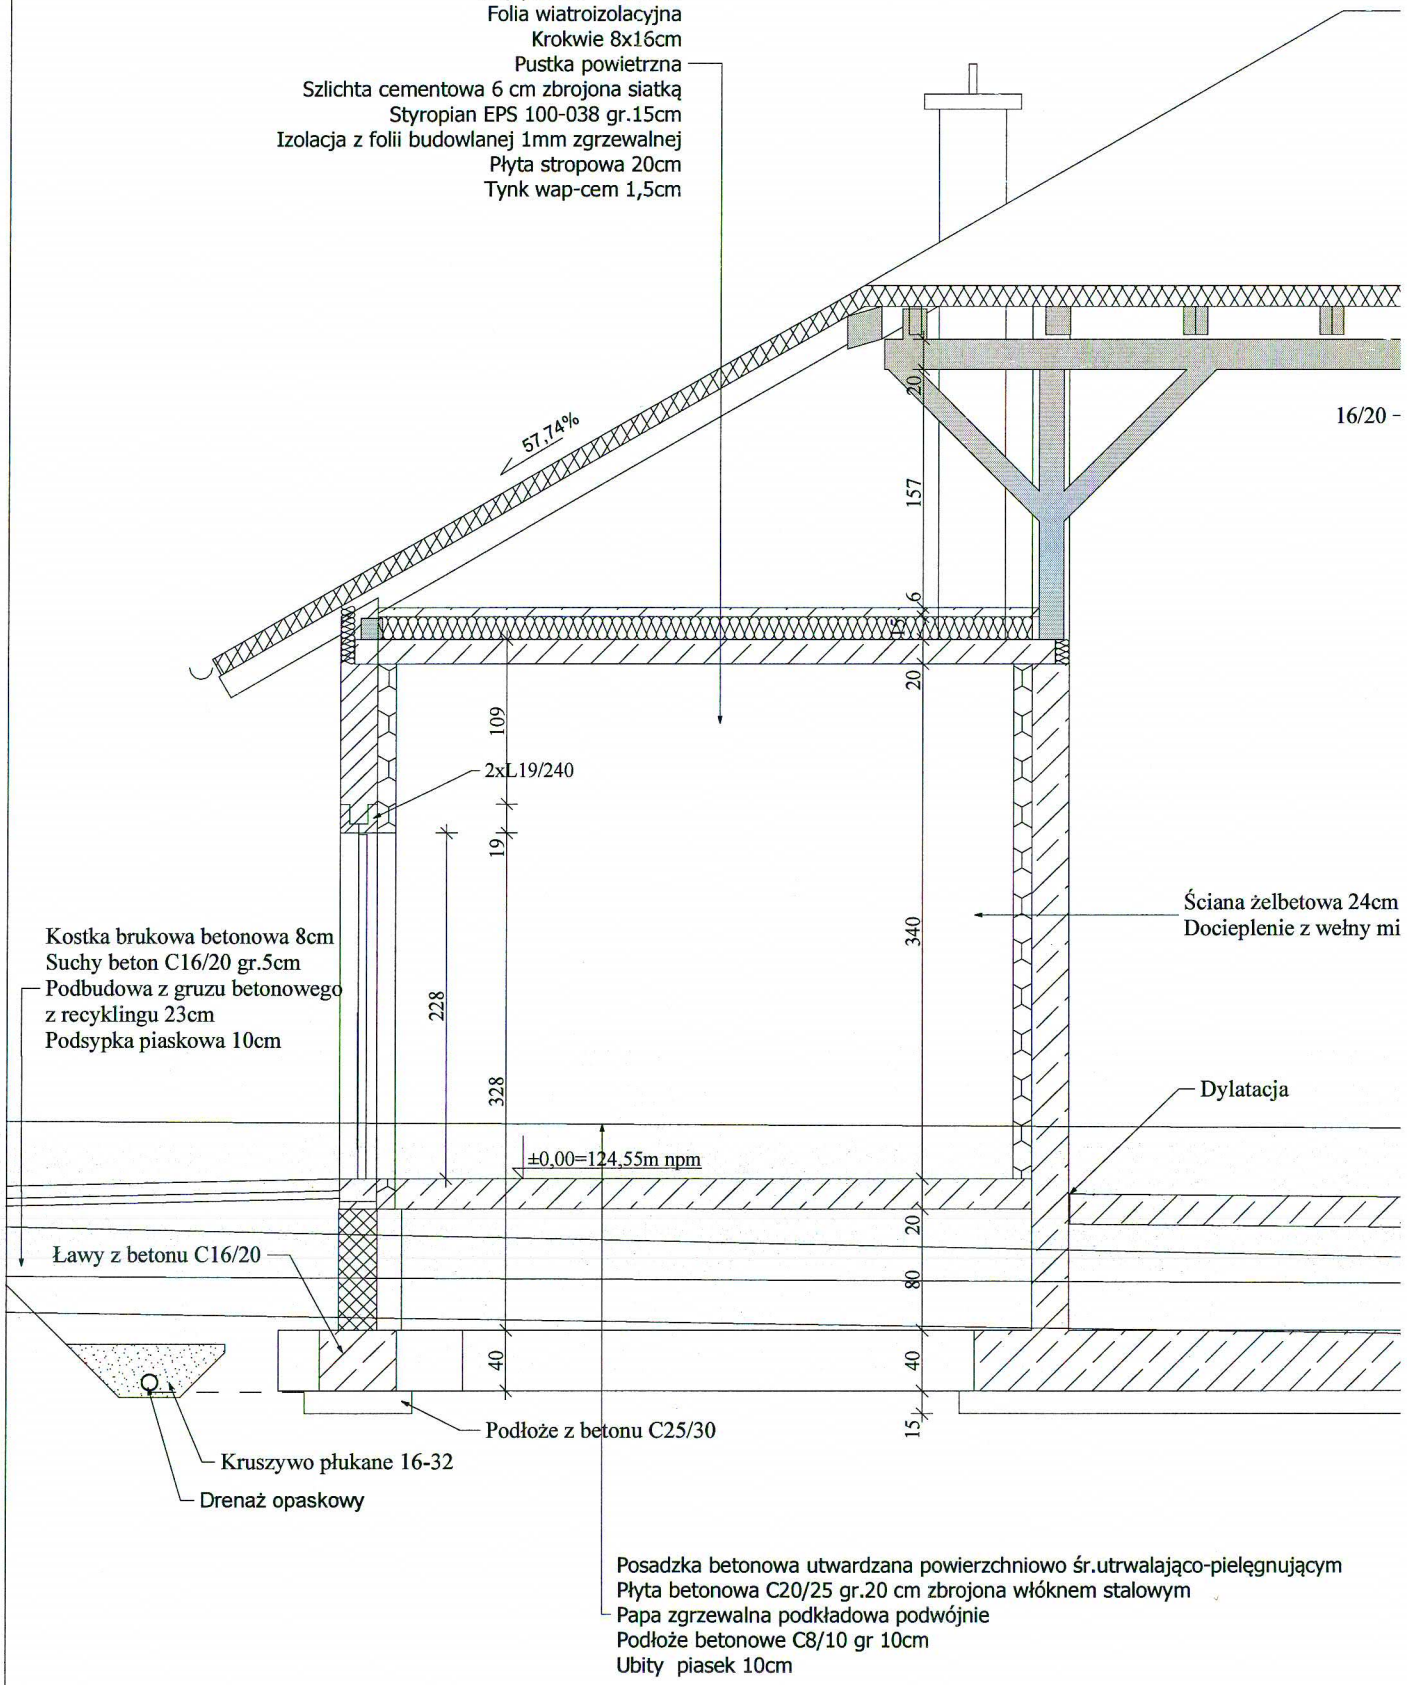 Folia wiatroizolacyjna
Krokwie 8x16cm
Pustka powietrzna
Szlichta cementowa 6 cm zbrojona siatką
Styropian EPS 100-038 gr.15cm
Izolacja z folii budowlanej 1mm zgrzewalnej
Płyta stropowa 20cm
Tynk wap-cem 1,5cm
57,74%
20
16/20
157
6
15
20
109
2xL19/240
19
340
Ściana żelbetowa 24cm
Docieplenie z wełny mi
Kostka brukowa betonowa 8cm
Suchy beton C16/20 gr.5cm
Podbudowa z gruzu betonowego
z recyklingu 23cm
Podsypka piaskowa 10cm
228
328
Dylatacja
±0,00=124,55m npm
20
Ławy z betonu C16/20
80
40
40
15
Podłoże z betonu C25/30
Kruszywo płukane 16-32
Drenaż opaskowy
Posadzka betonowa utwardzana powierzchniowo śr.utrwalająco-pielęgnującym
Płyta betonowa C20/25 gr.20 cm zbrojona włóknem stalowym
Papa zgrzewalna podkładowa podwójnie
Podłoże betonowe C8/10 gr 10cm
Ubity piasek 10cm